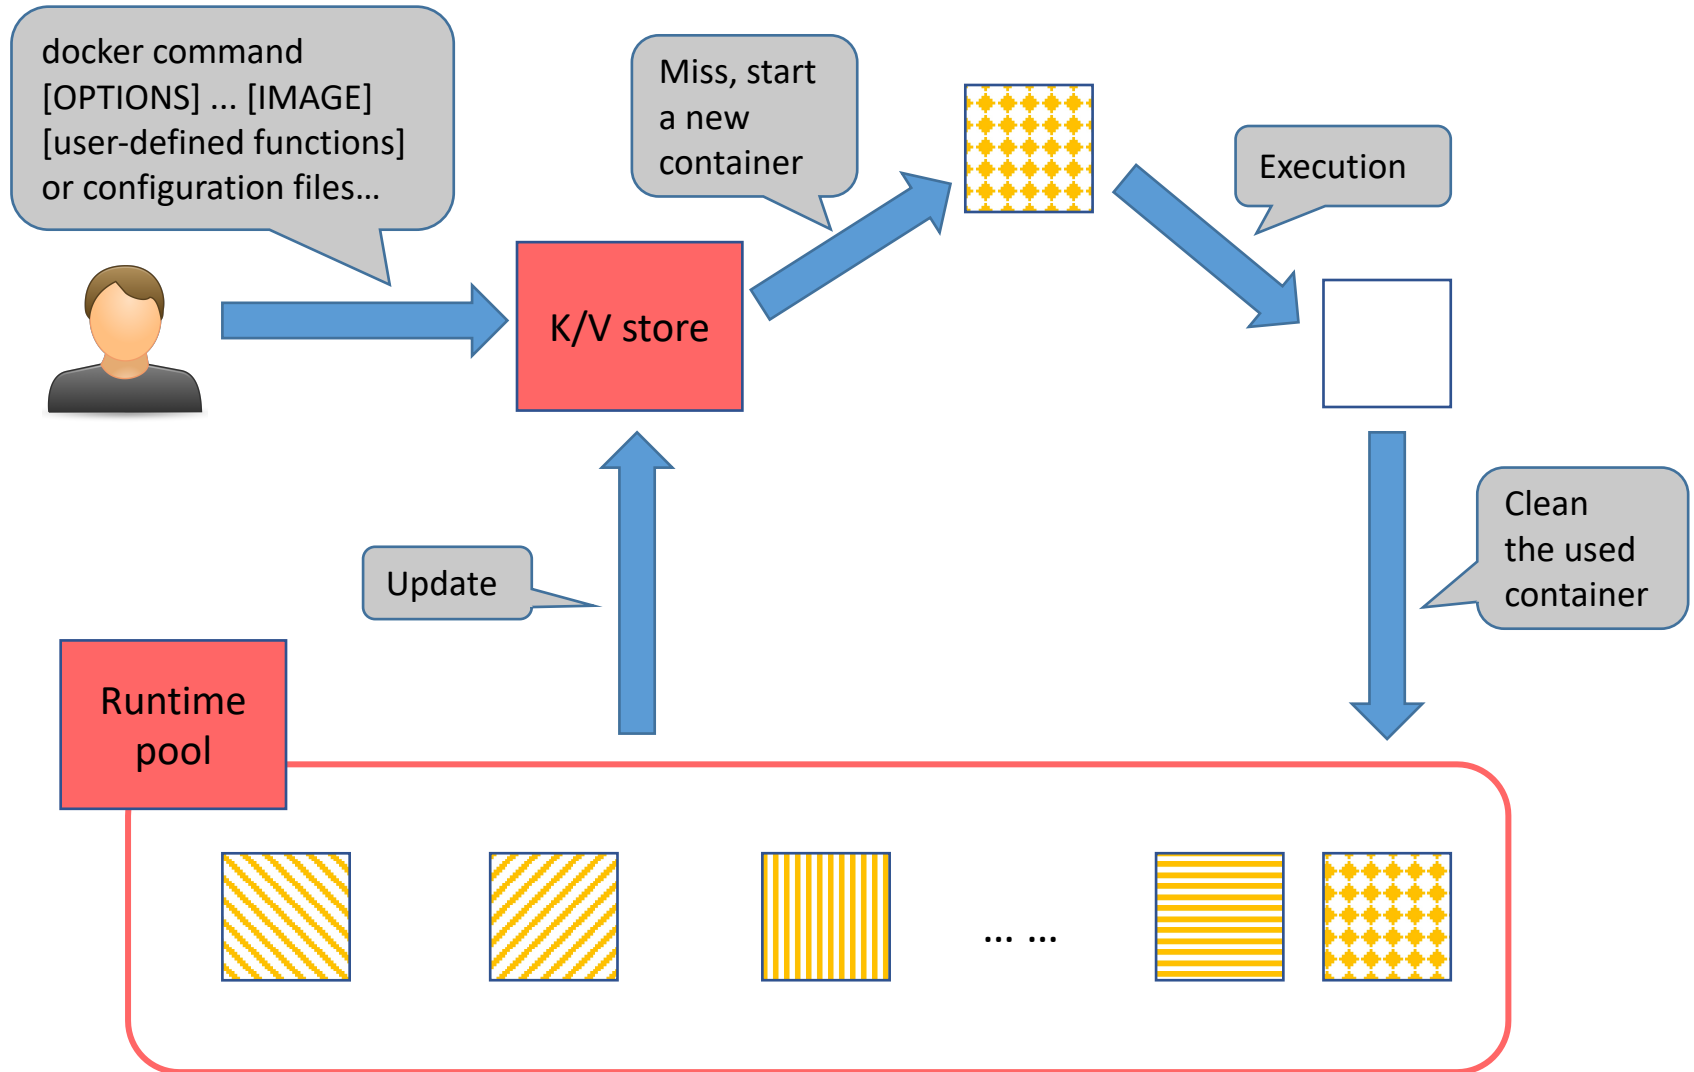 docker command
[OPTIONS] ... [IMAGE]
[user-defined functions]
or configuration files…
Miss, start
a new
container
Execution
K/V store
Clean
the used
container
Update
Runtime
pool
… …